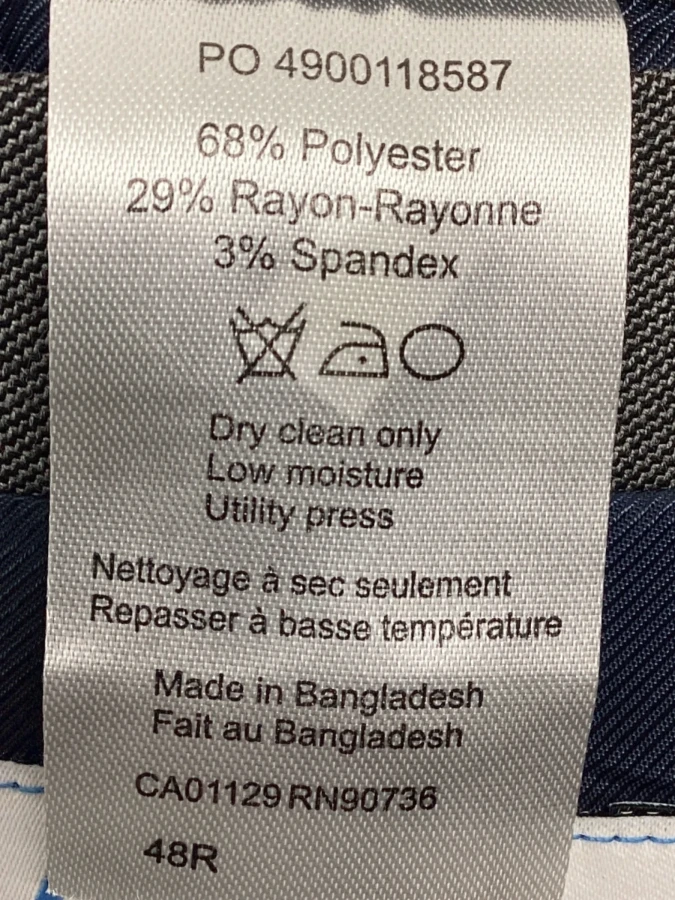 PO 4900118587
68% Polyester
29% Rayon-Rayonne
3% Spandex
Dry clean only
Low moisture
Utility press
Nettoyage à sec seulement
Repasser à basse température
Made in Bangladesh
Fait au Bangladesh
CA01129 RN90736
48R